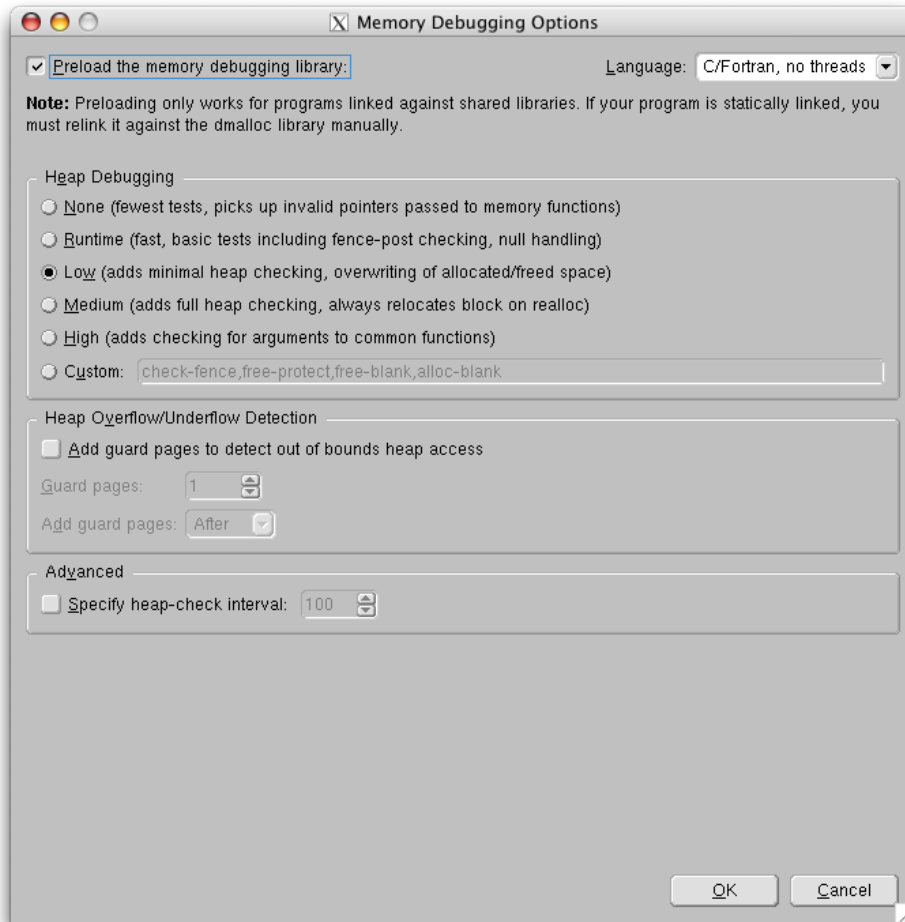 Memory Debugging Options
Preload the memory debugging library: Language: C/Fortran, no threads
Note: Preloading only works for programs linked against shared libraries. If your program is statically linked, you
must relink it against the dmalloc library manually.
Heap Debugging
None (fewest tests, picks up invalid pointers passed to memory functions)
Runtime (fast, basic tests including fence-post checking, null handling)
Low (adds minimal heap checking, overwriting of allocated/freed space)
Medium (adds full heap checking, always relocates block on realloc)
High (adds checking for arguments to common functions)
Custom: check-fence,free-protect,free-blank,alloc-blank
Heap Overflow/Underflow Detection
Add guard pages to detect out of bounds heap access
Guard pages: 1
Add guard pages: After
Advanced
Specify heap-check interval: 100
OK Cancel